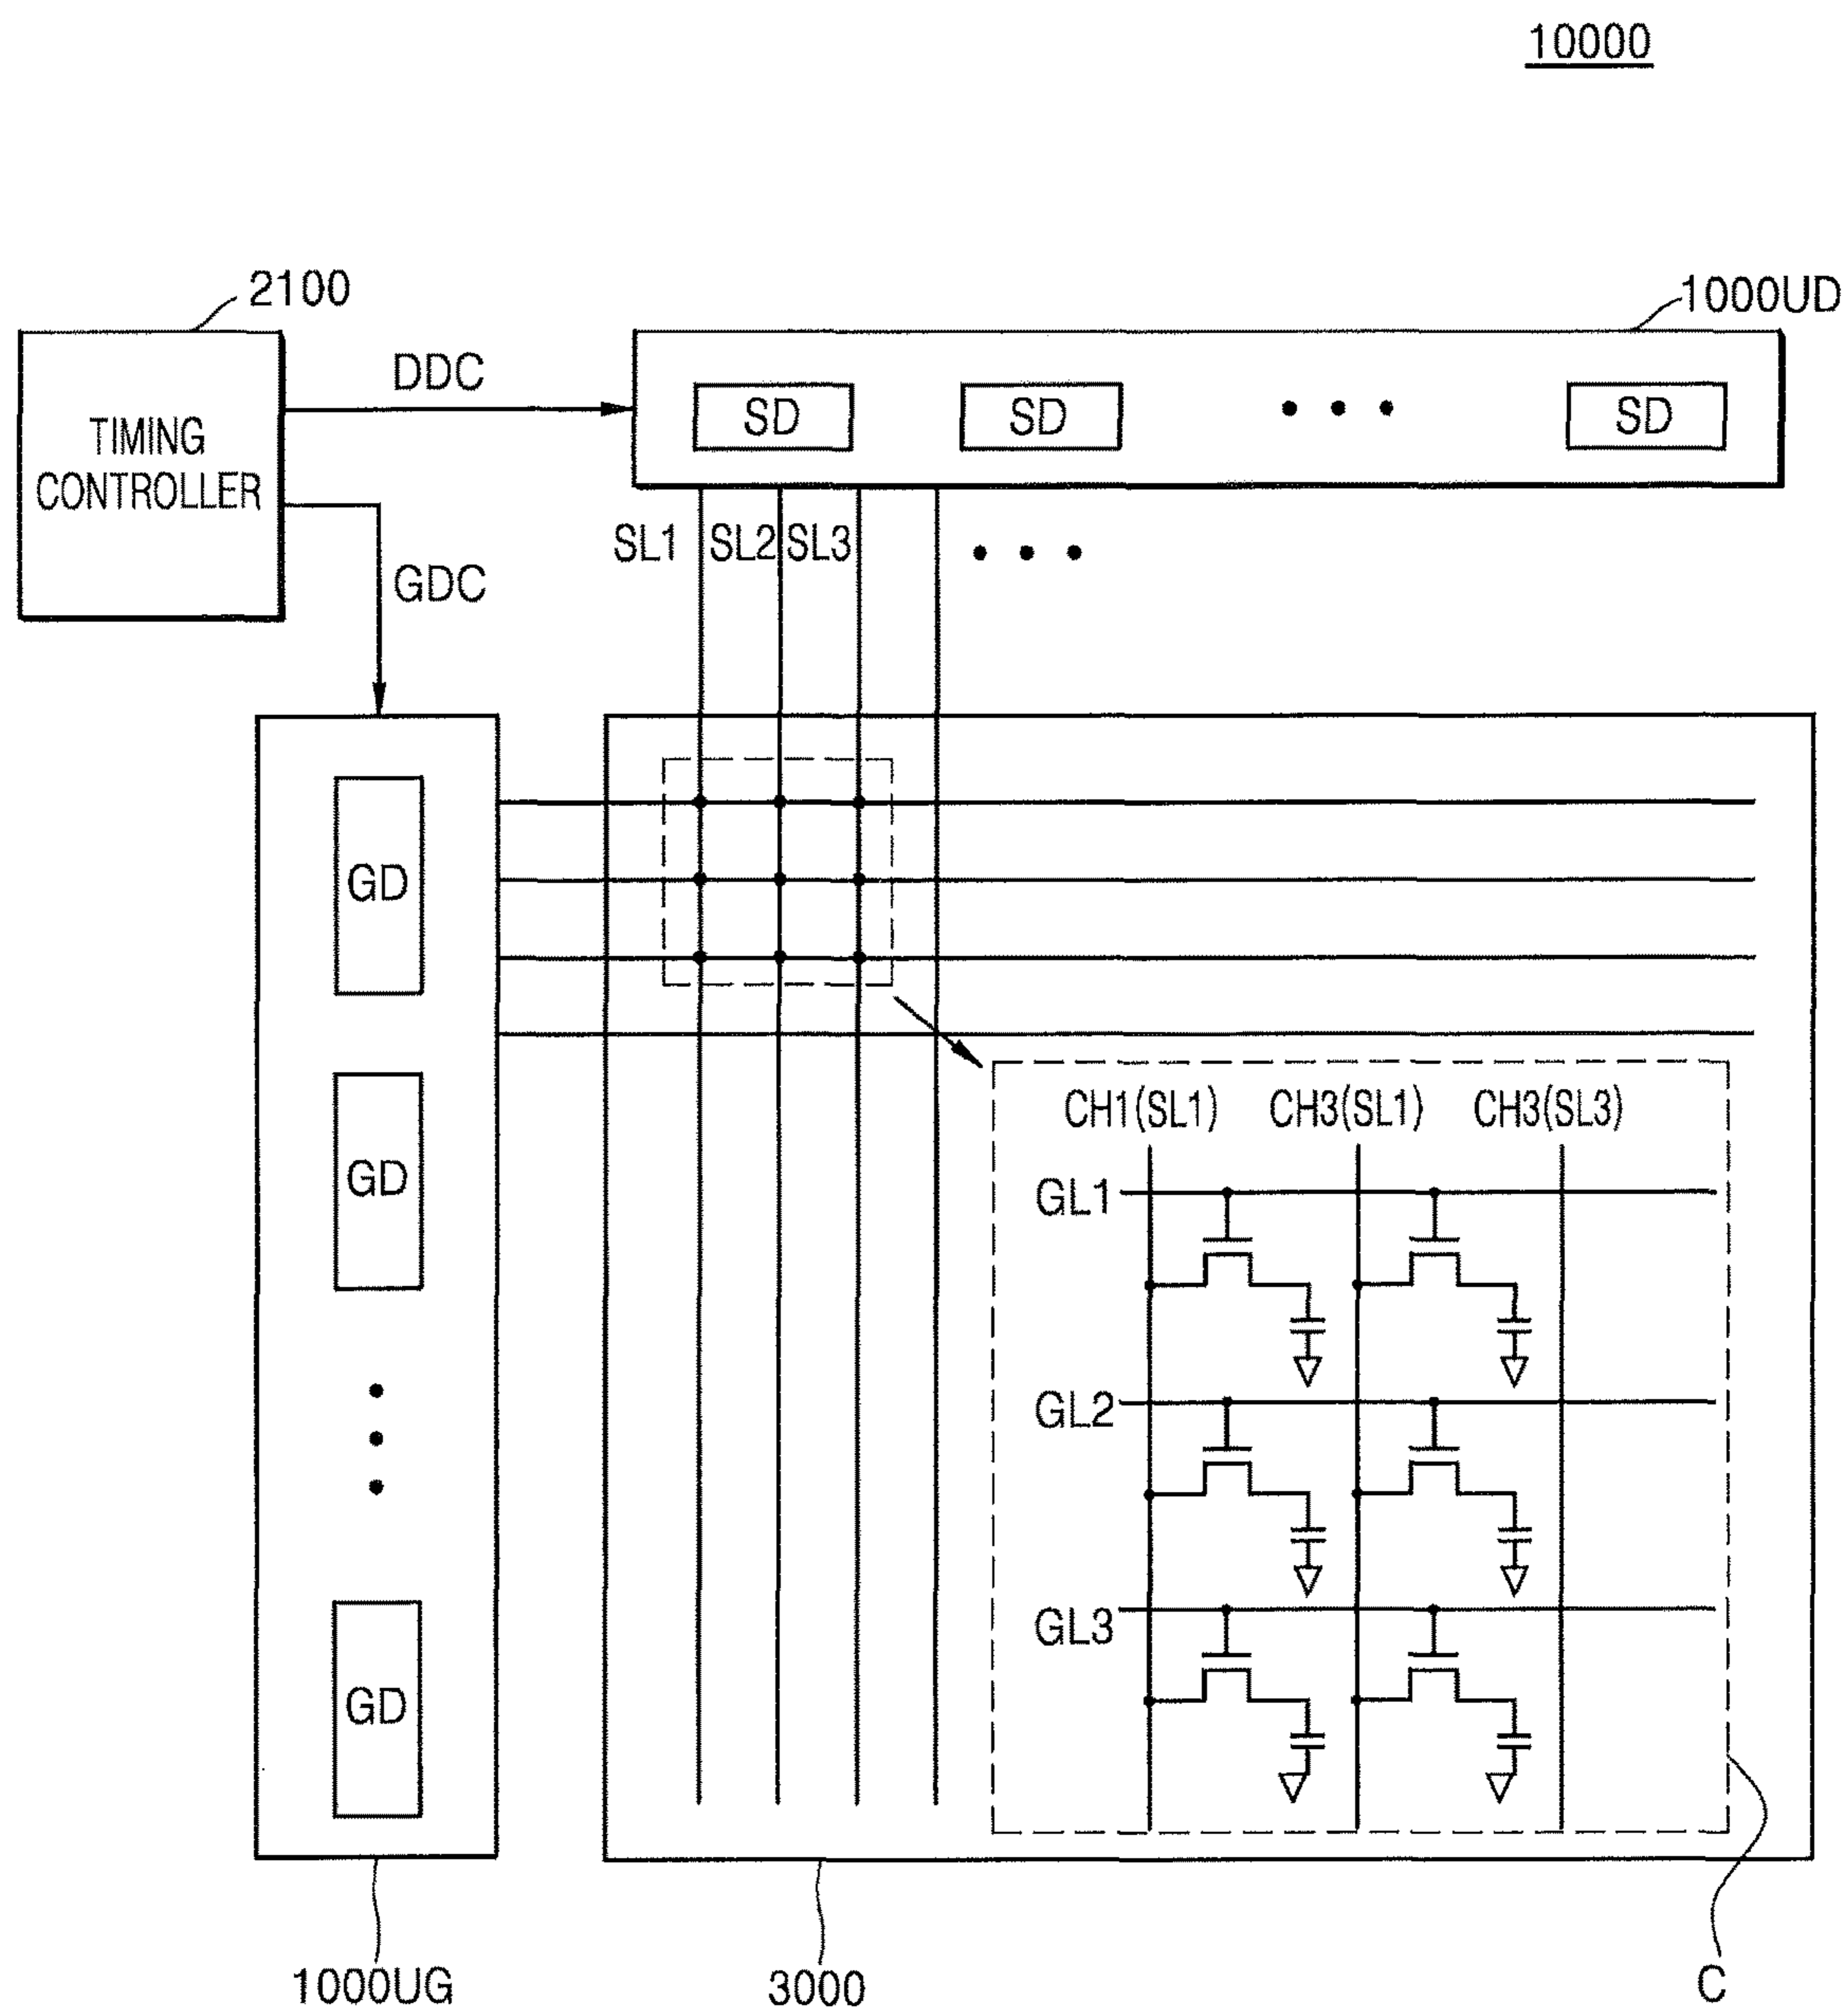 10000
2100
1000UD
DDC
TIMING
CONTROLLER
SD
SD
SD
SL1
SL2
SL3
GDC
GD
GD
GD
CH1(SL1)
CH3(SL1)
CH3(SL3)
GL1
GL2
GL3
1000UG
3000
C